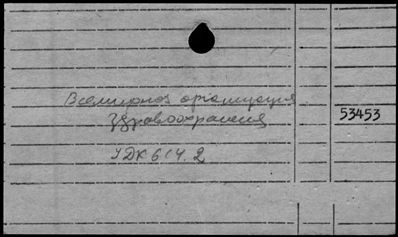 Всемирная организация
53453
здравоохранения
УДК 614.2